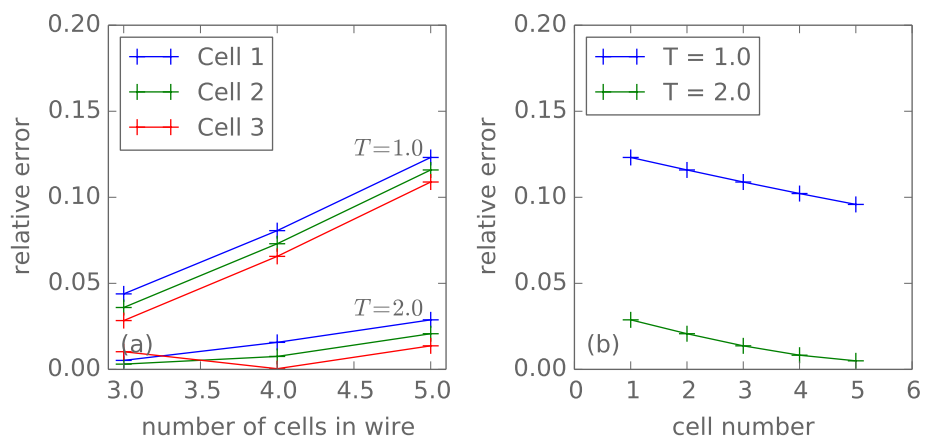 0.20
0.15
0.10
0.05
0.00
relative error
Cell 1
Cell 2
Cell 3
T=1.0
T=2.0
(a)
3.0 3.5 4.0 4.5 5.0
number of cells in wire
0.20
0.15
0.10
0.05
0.00
relative error
T = 1.0
T = 2.0
(b)
0 1 2 3 4 5 6
cell number